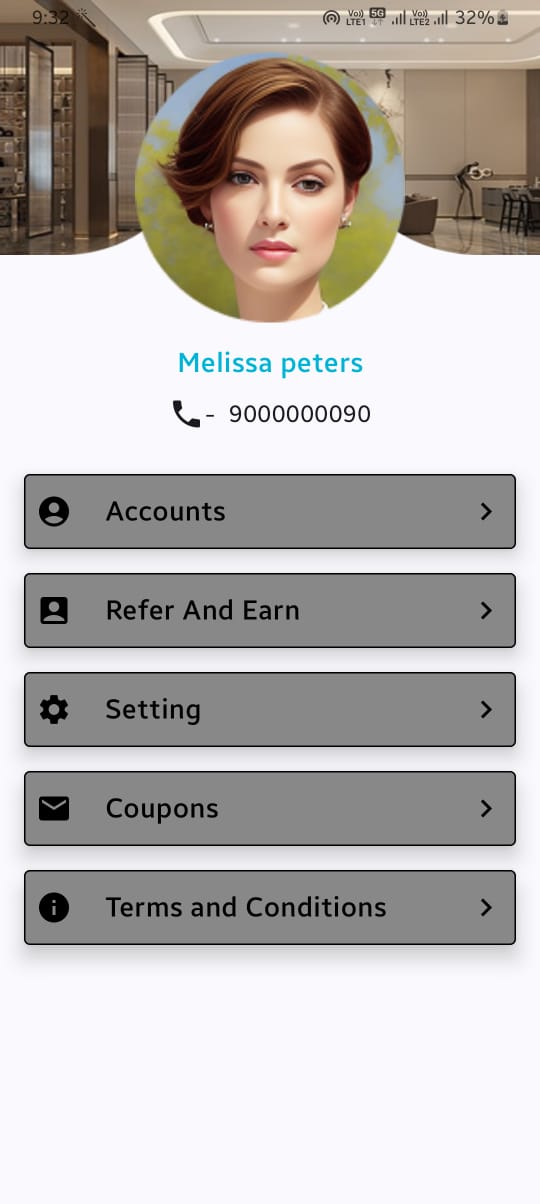 9:32 Vo) LTE1 5G Vo) LTE2 32%
Melissa peters
- 9000000090
Accounts
Refer And Earn
Setting
Coupons
Terms and Conditions